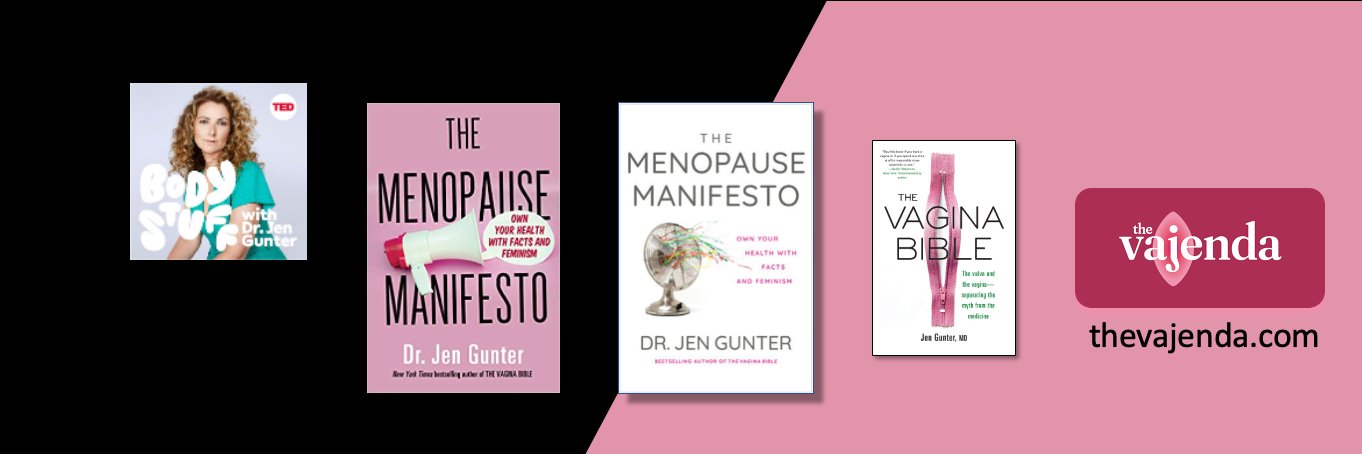 TED
BODY
STUFF
with
Dr. Jen
Gunter
THE
MENOPAUSE
OWN
YOUR HEALTH
WITH FACTS AND
FEMINISM
MANIFESTO
Dr. Jen Gunter
New York Times bestselling author of THE VAGINA BIBLE
THE
MENOPAUSE
MANIFESTO
OWN YOUR
HEALTH WITH
FACTS
AND FEMINISM
DR. JEN GUNTER
BESTSELLING AUTHOR OF THE VAGINA BIBLE
THE
VAGINA
BIBLE
The vulva and
the vagina—
separating the
myth from the
medicine
Jen Gunter, MD
the
vajenda
thevajenda.com